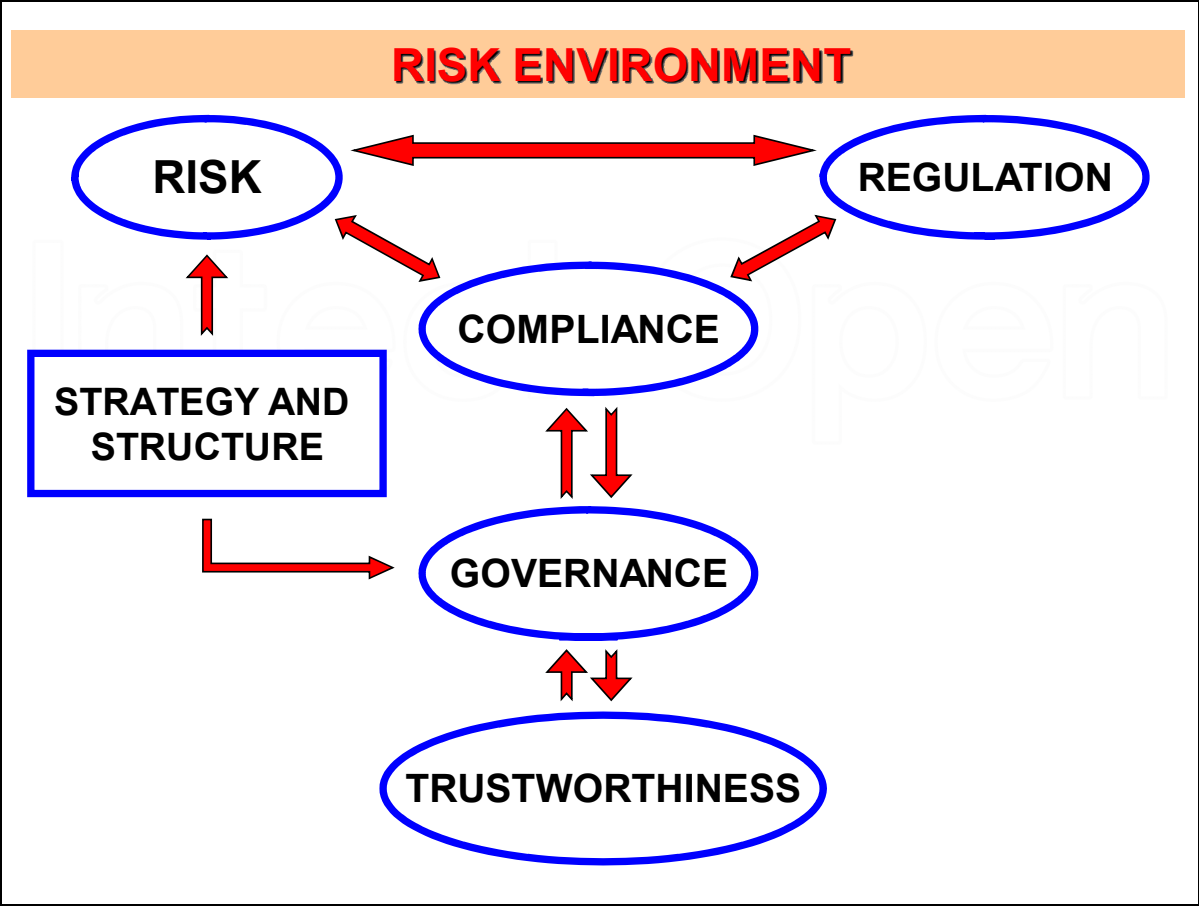 RISK ENVIRONMENT
RISK
REGULATION
COMPLIANCE
STRATEGY AND
STRUCTURE
GOVERNANCE
TRUSTWORTHINESS